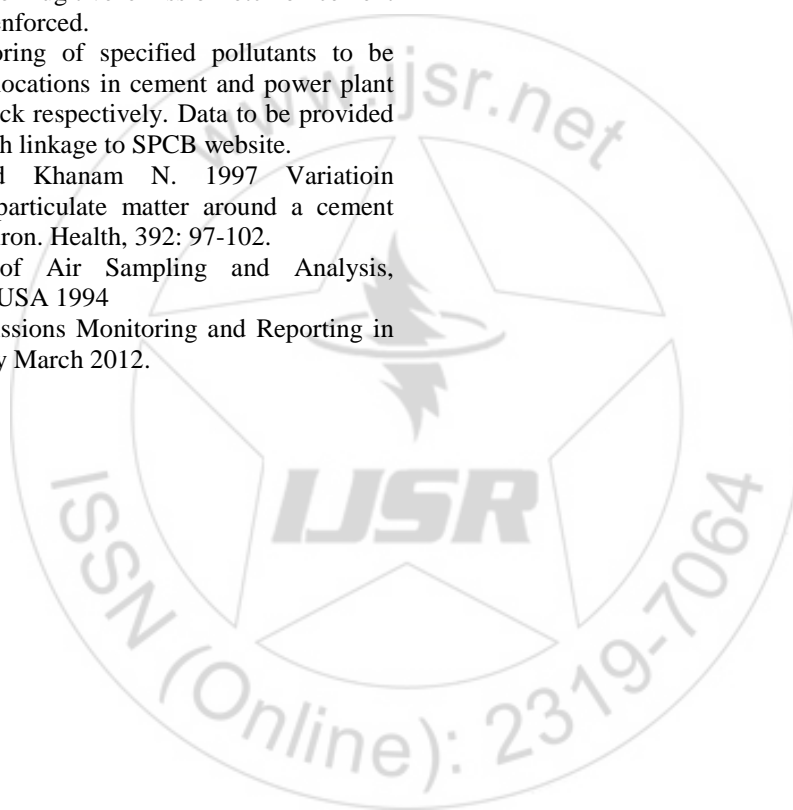 enforced.
oring of specified pollutants to be
locations in cement and power plant
ck respectively. Data to be provided
h linkage to SPCB website.
d Khanam N. 1997 Variatioin
particulate matter around a cement
iron. Health, 392: 97-102.
of Air Sampling and Analysis,
USA 1994
issions Monitoring and Reporting in
y March 2012.
www.ijsr.net
IJSR
ISSN (Online): 2319-7064